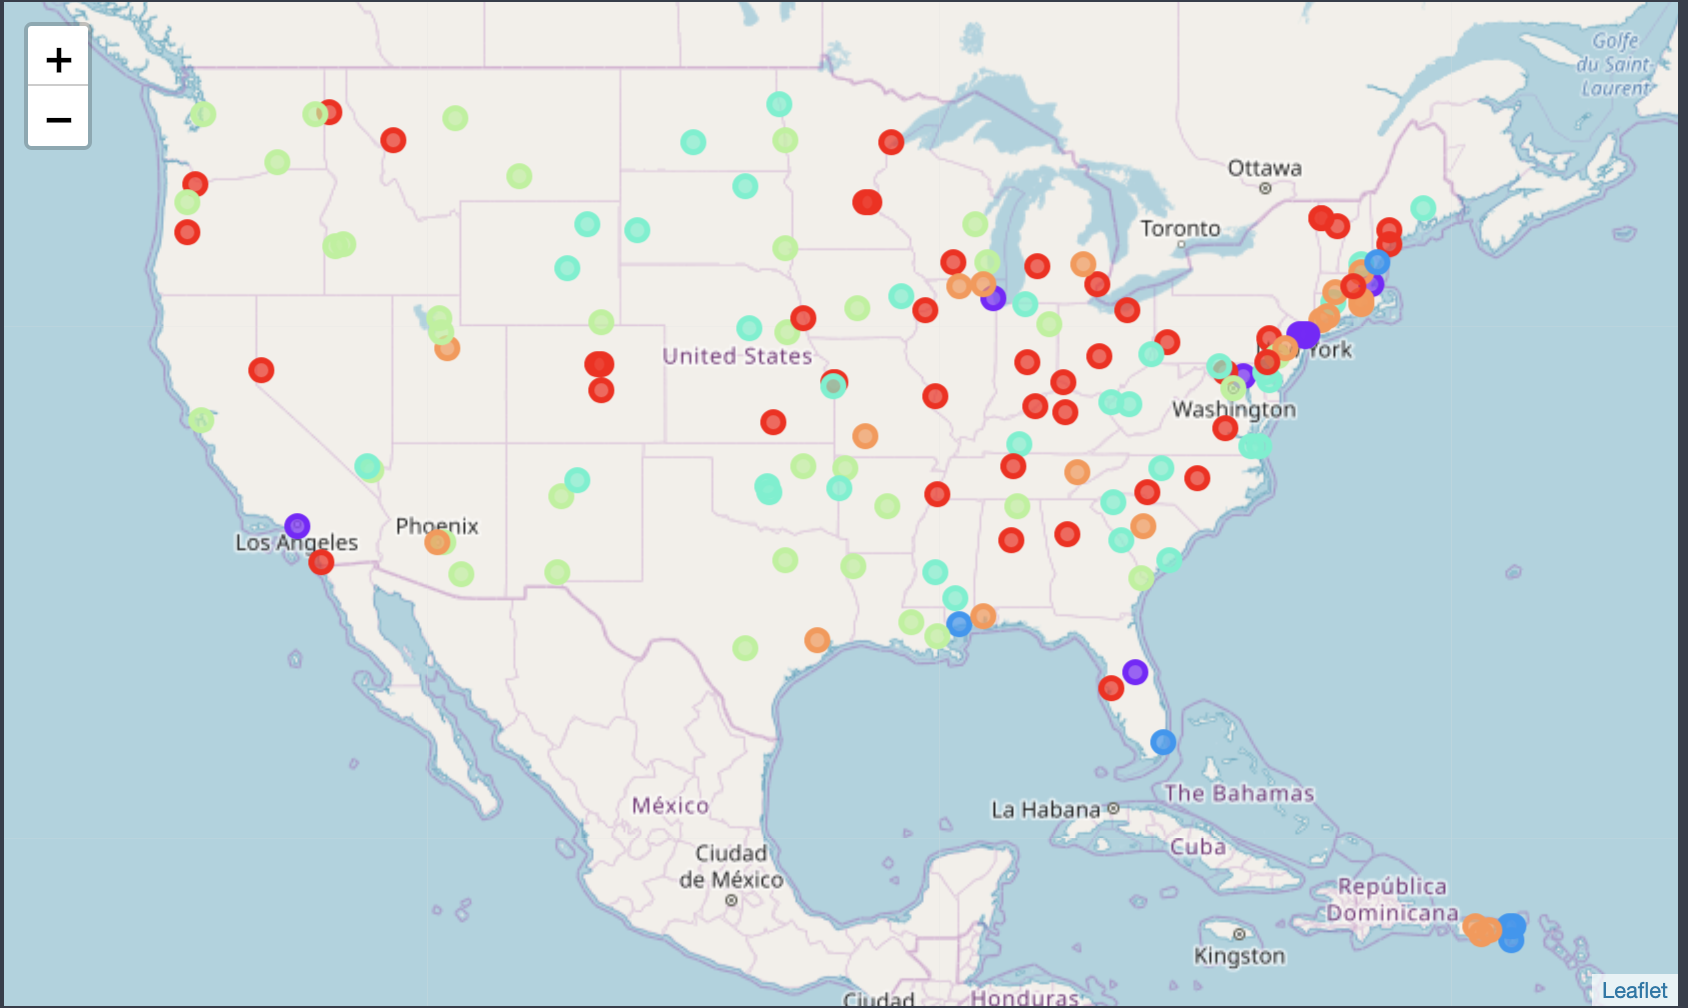 +
−
Golfe
du Saint-
Laurent
Ottawa
Toronto
United States
York
Washington
Phoenix
Los Angeles
México
Ciudad
de México
La Habana
The Bahamas
Cuba
República
Dominicana
Kingston
Ciudad
Honduras
Leaflet